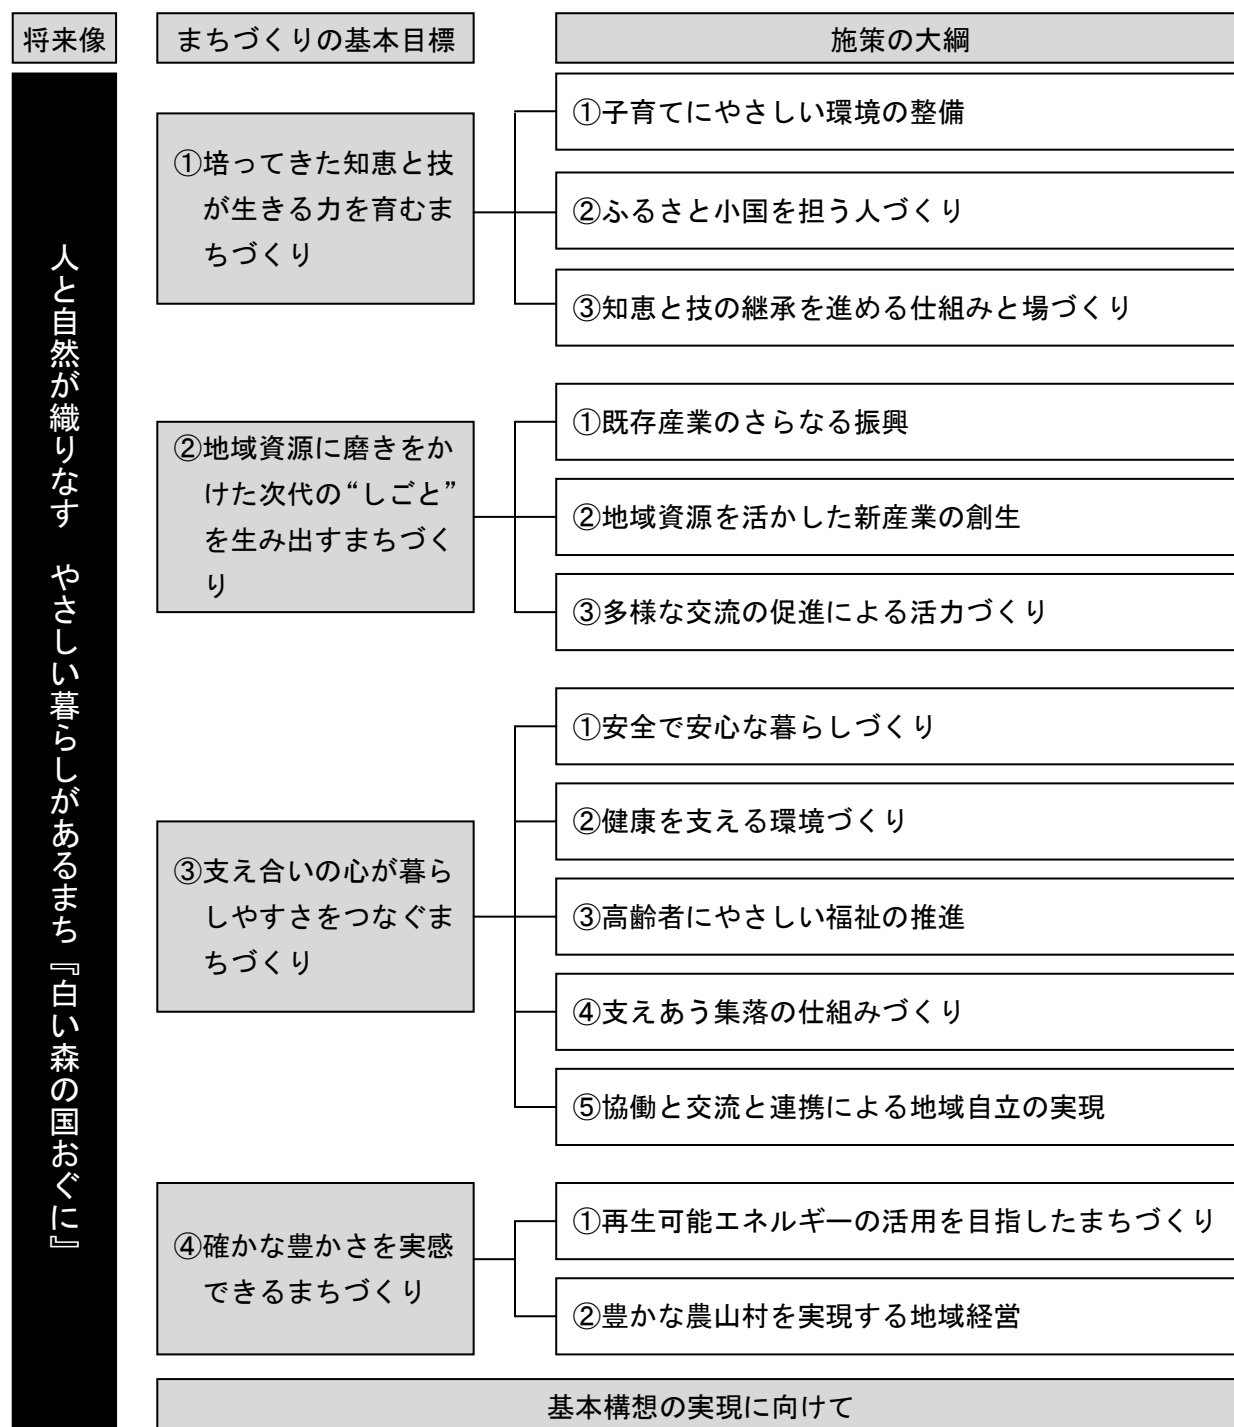 将来像
まちづくりの基本目標
施策の大綱
人と自然が織りなす　やさしい暮らしがあるまち『白い森の国おぐに』
①培ってきた知恵と技
が生きる力を育むま
ちづくり
①子育てにやさしい環境の整備
②ふるさと小国を担う人づくり
③知恵と技の継承を進める仕組みと場づくり
②地域資源に磨きをか
けた次代の“しごと”
を生み出すまちづく
り
①既存産業のさらなる振興
②地域資源を活かした新産業の創生
③多様な交流の促進による活力づくり
③支え合いの心が暮ら
しやすさをつなぐま
ちづくり
①安全で安心な暮らしづくり
②健康を支える環境づくり
③高齢者にやさしい福祉の推進
④支えあう集落の仕組みづくり
⑤協働と交流と連携による地域自立の実現
④確かな豊かさを実感
できるまちづくり
①再生可能エネルギーの活用を目指したまちづくり
②豊かな農山村を実現する地域経営
基本構想の実現に向けて